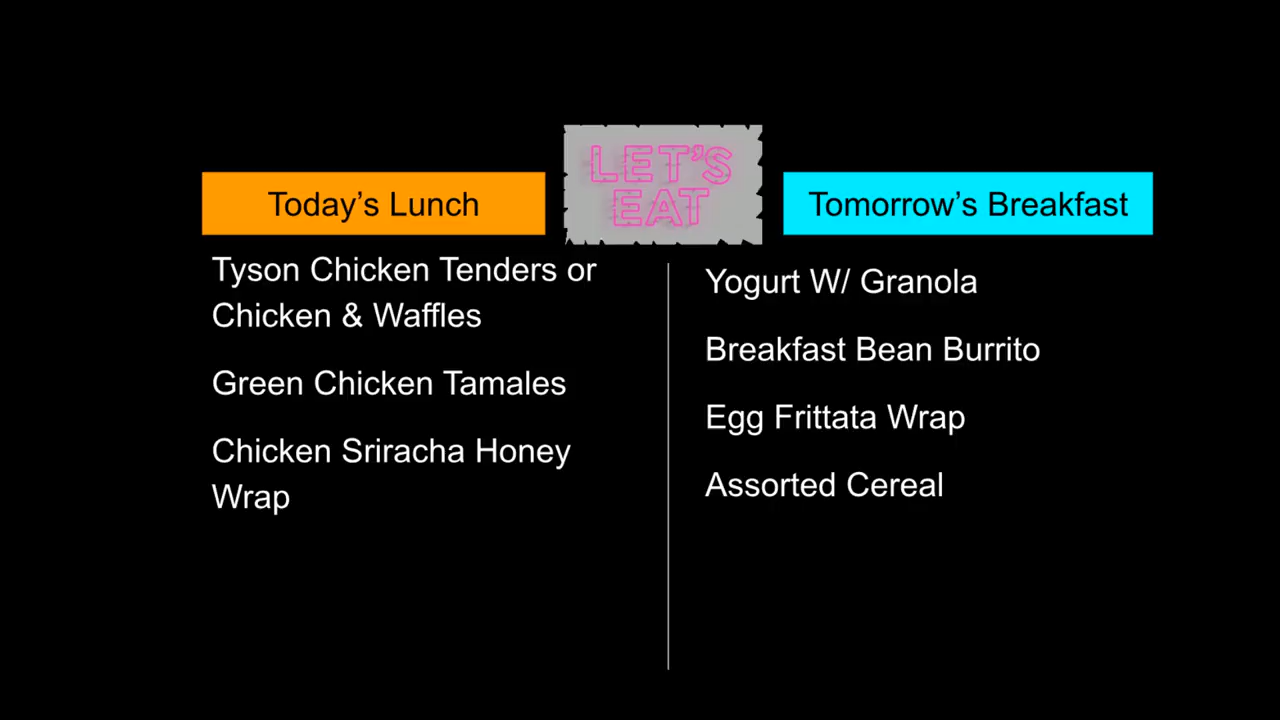 LET'S
EAT
Today’s Lunch
Tyson Chicken Tenders or
Chicken & Waffles
Green Chicken Tamales
Chicken Sriracha Honey
Wrap
Tomorrow’s Breakfast
Yogurt W/ Granola
Breakfast Bean Burrito
Egg Frittata Wrap
Assorted Cereal